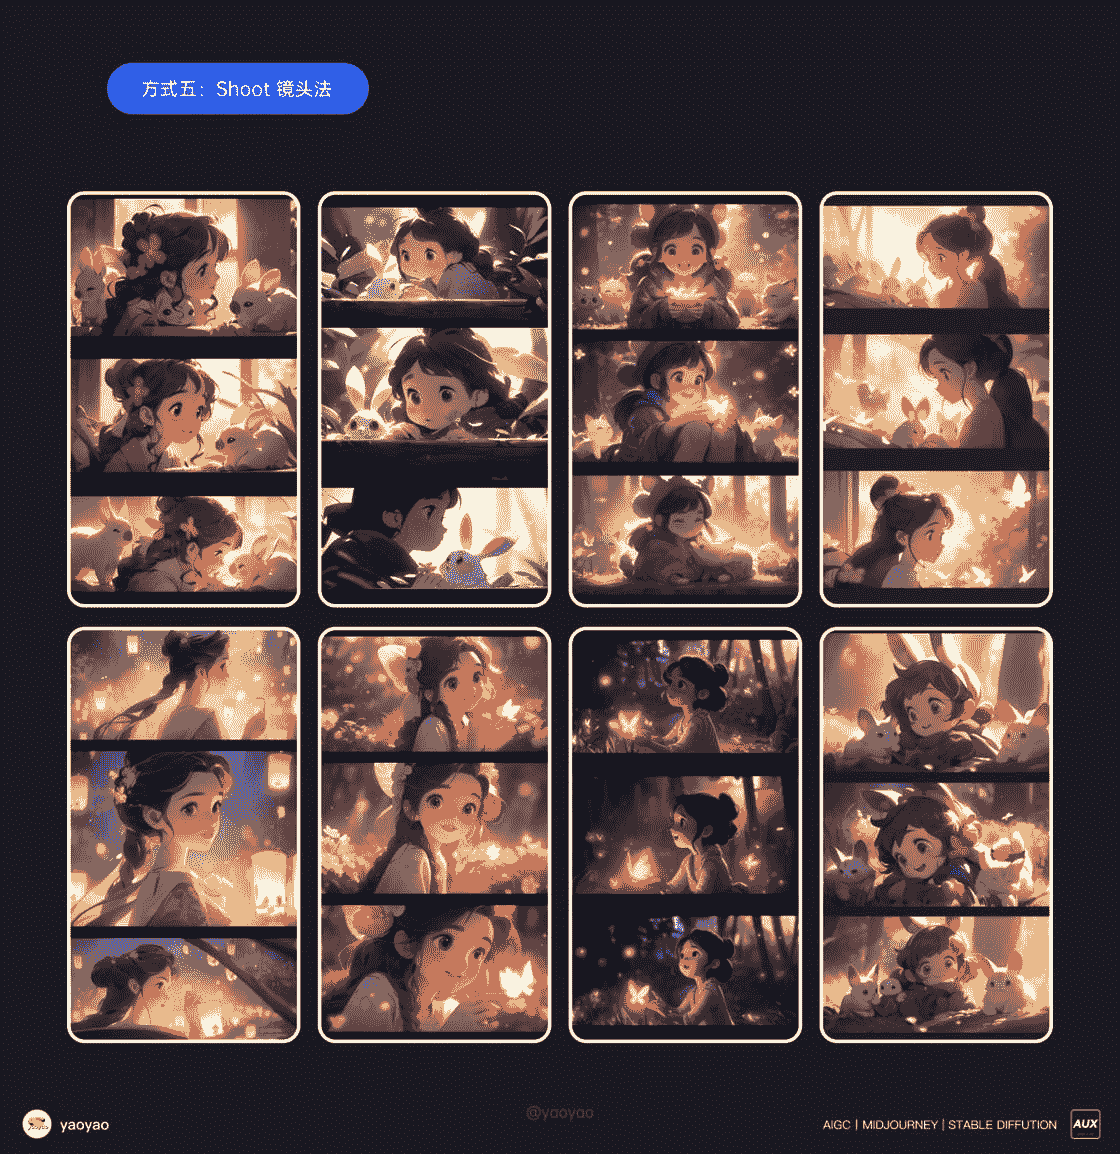 方式五：Shoot 镜头法
@yaoyao
yaoyao
AIGC | MIDJOURNEY | STABLE DIFFUTION
AUX